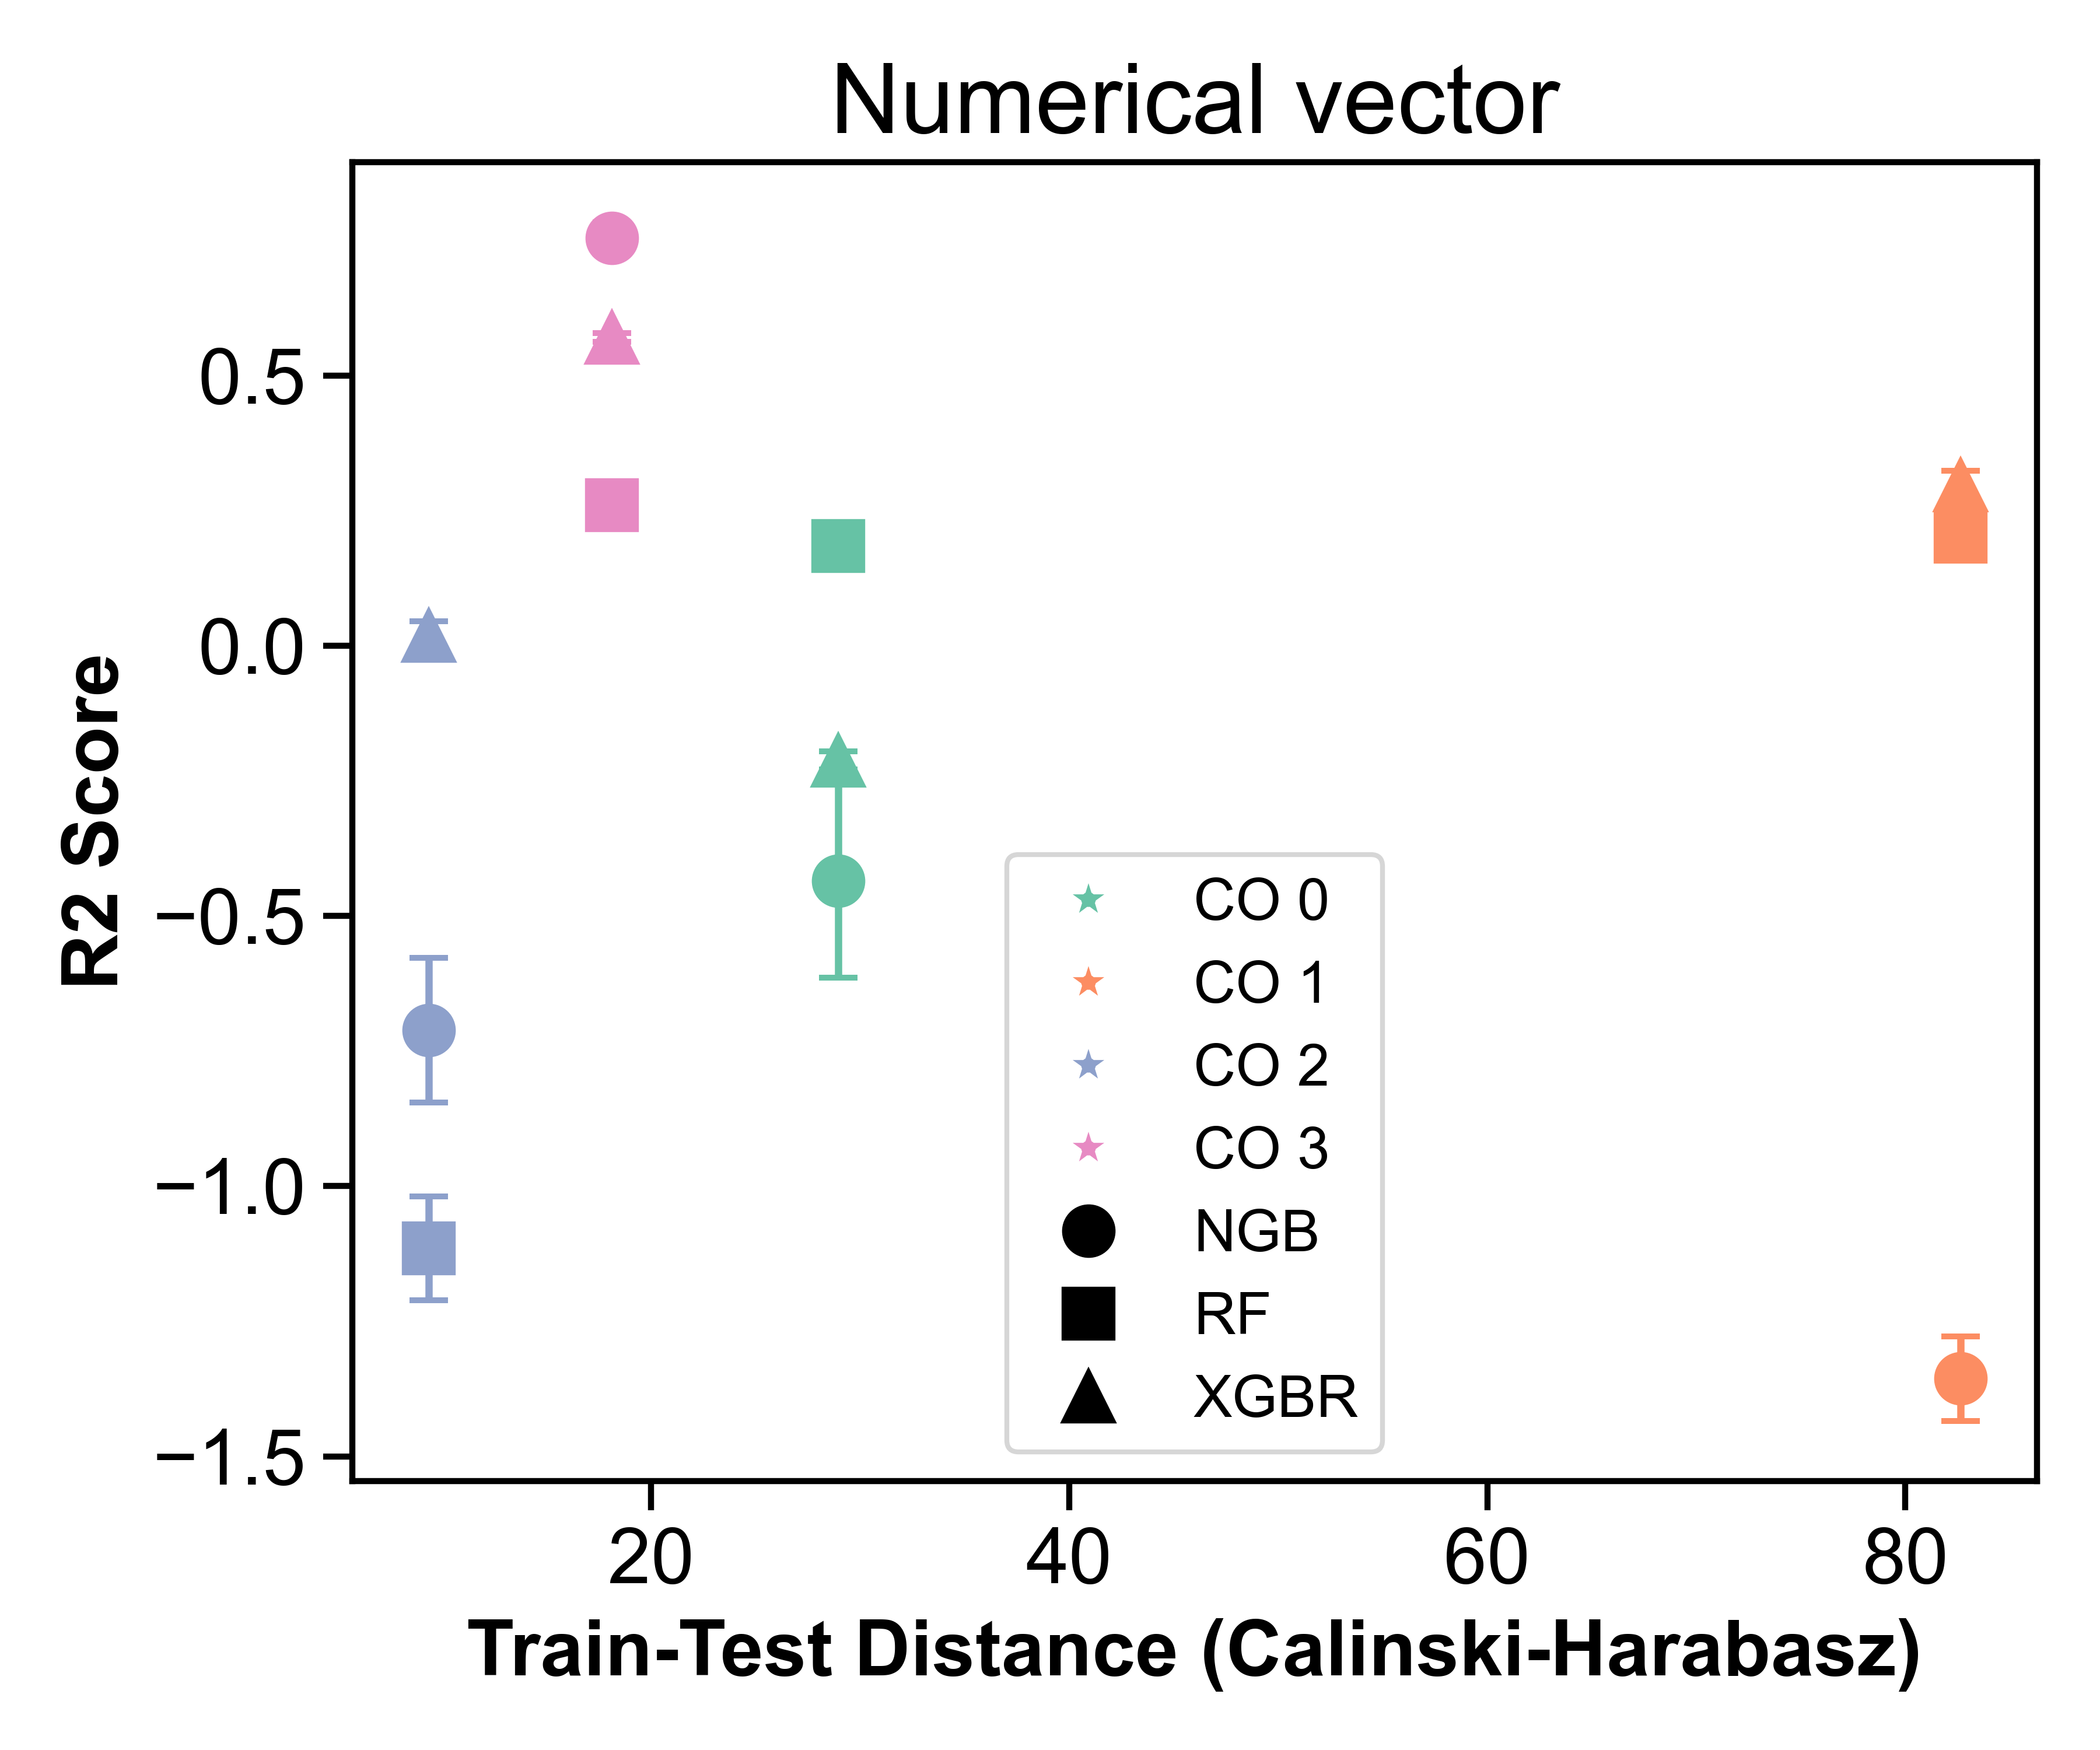 Numerical vector
R2 Score
0.5
0.0
−0.5
−1.0
−1.5
CO 0
CO 1
CO 2
CO 3
NGB
RF
XGBR
20 40 60 80
Train-Test Distance (Calinski-Harabasz)